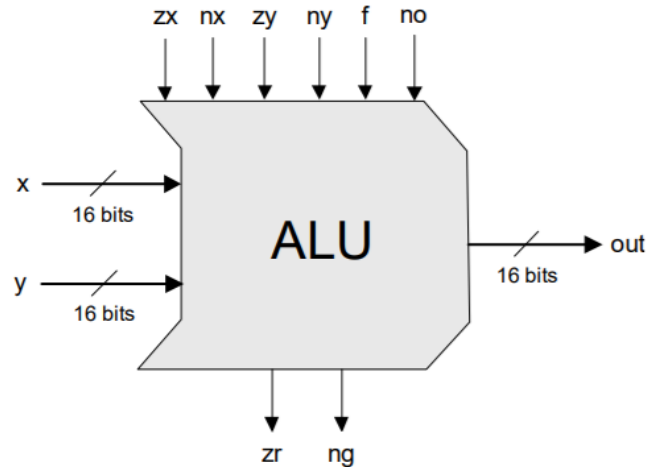 zx nx zy ny f no
x
16 bits
ALU
out
16 bits
y
16 bits
zr ng